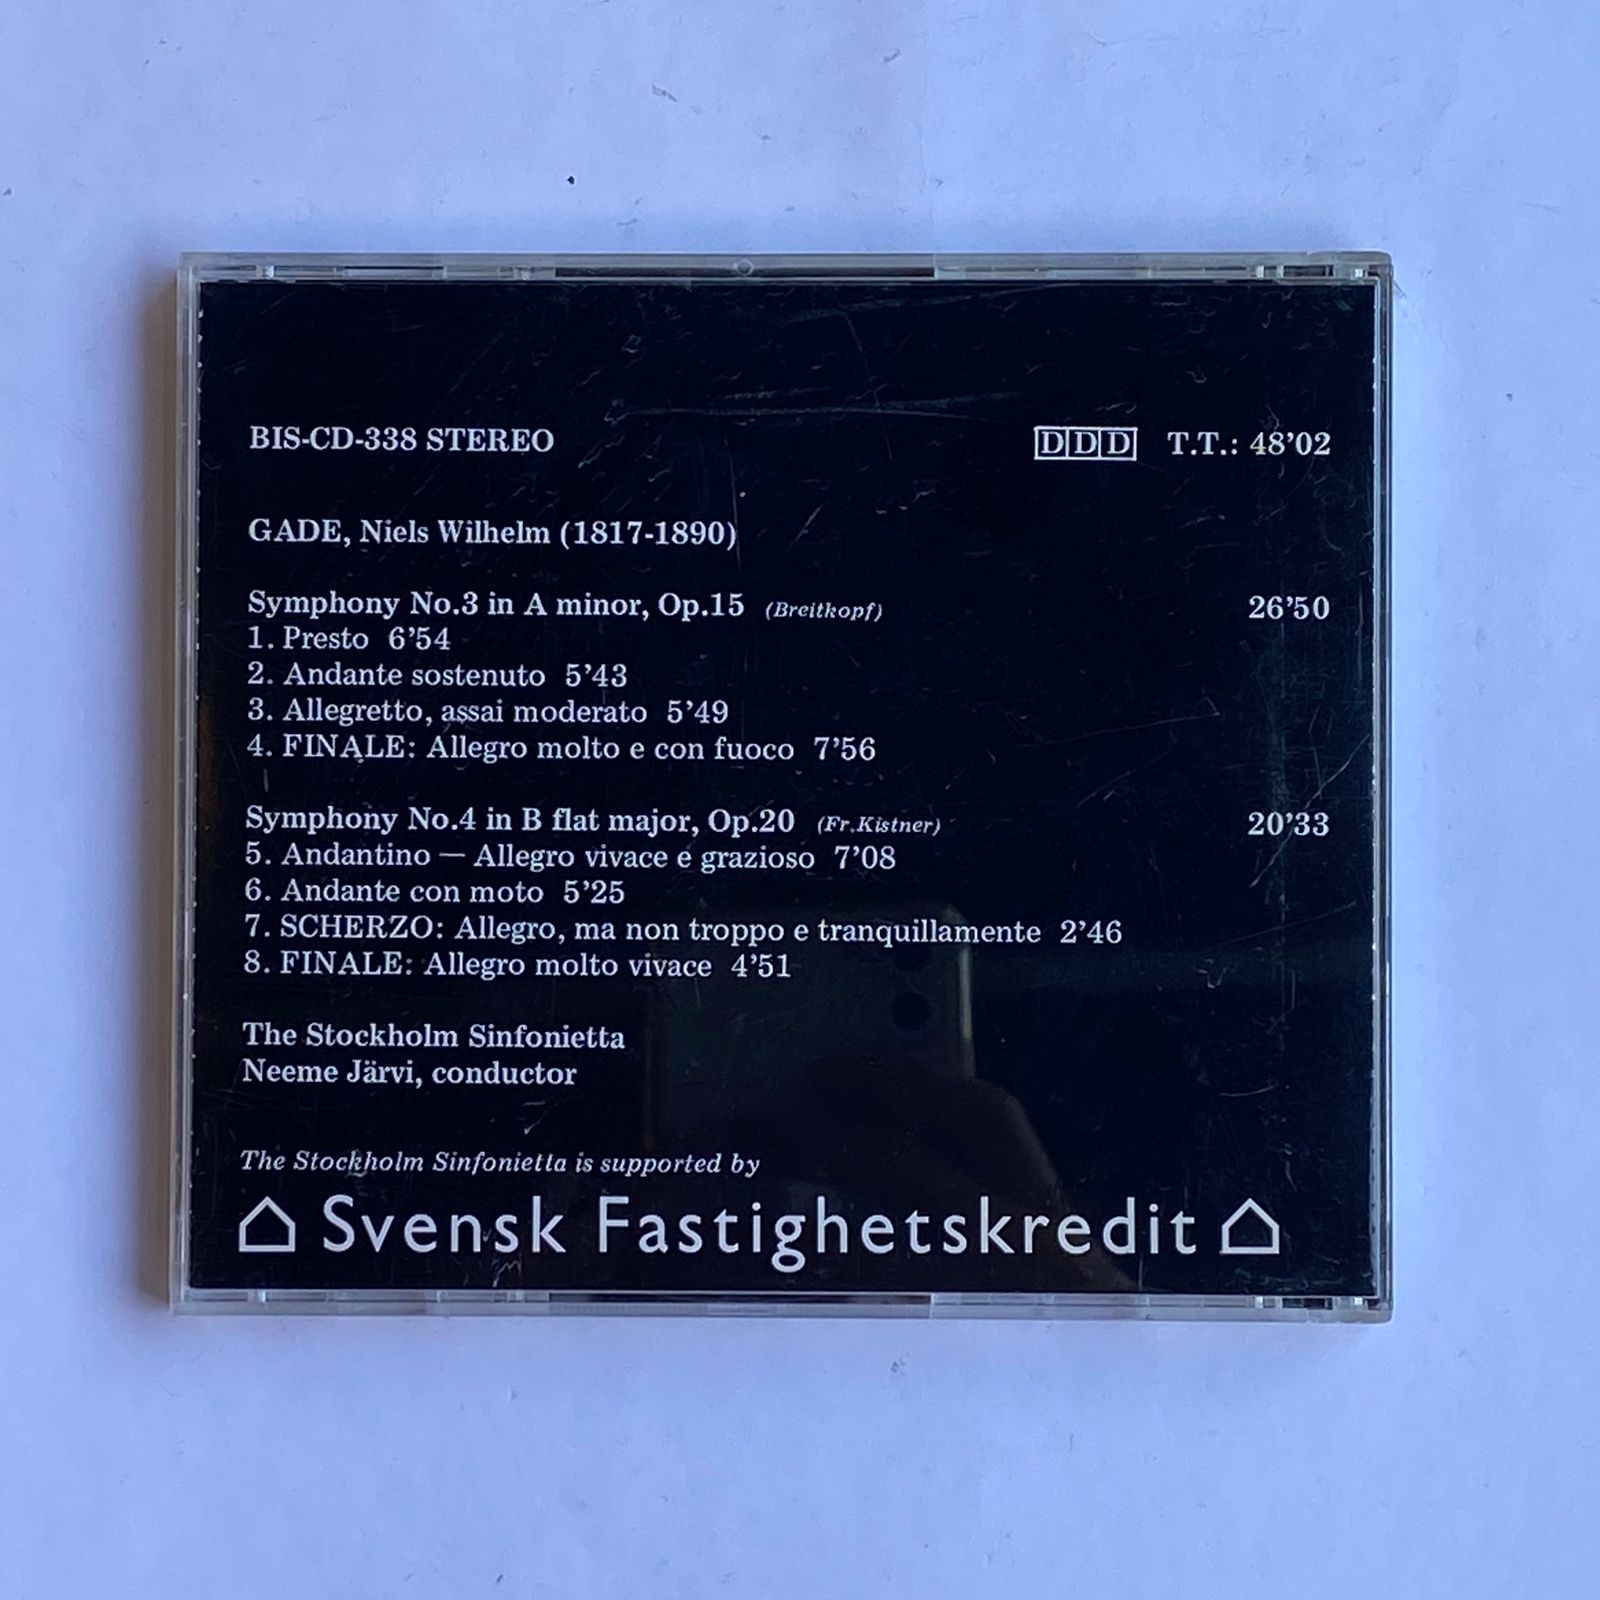 BIS-CD-338 STEREO DDD T.T.: 48’02
GADE, Niels Wilhelm (1817-1890)
Symphony No.3 in A minor, Op.15 (Breitkopf) 26’50
1. Presto 6’54
2. Andante sostenuto 5’43
3. Allegretto, assai moderato 5’49
4. FINALE: Allegro molto e con fuoco 7’56
Symphony No.4 in B flat major, Op.20 (Fr.Kistner) 20’33
5. Andantino — Allegro vivace e grazioso 7’08
6. Andante con moto 5’25
7. SCHERZO: Allegro, ma non troppo e tranquillamente 2’46
8. FINALE: Allegro molto vivace 4’51
The Stockholm Sinfonietta
Neeme Järvi, conductor
The Stockholm Sinfonietta is supported by
Svensk Fastighetskredit